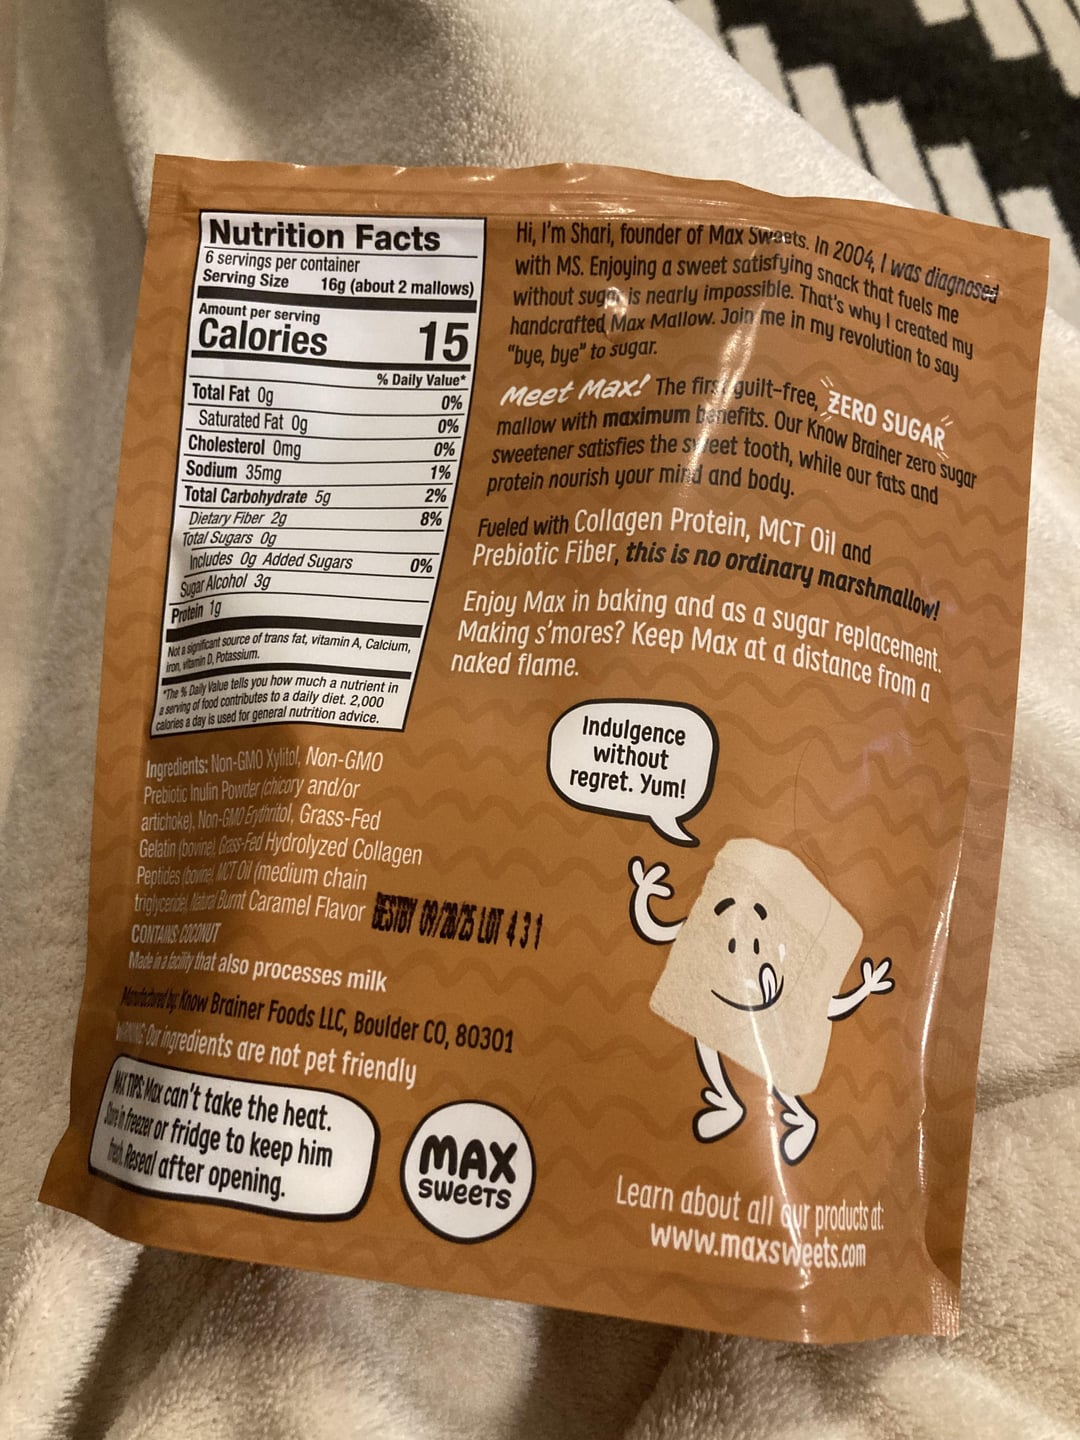 Nutrition Facts
6 servings per container
Serving Size 16g (about 2 mallows)
Amount per serving
Calories 15
% Daily Value*
Total Fat 0g 0%
Saturated Fat 0g 0%
Cholesterol 0mg 0%
Sodium 35mg 1%
Total Carbohydrate 5g 2%
Dietary Fiber 2g 8%
Total Sugars 0g
Includes 0g Added Sugars 0%
Sugar Alcohol 3g
Protein 1g
Not a significant source of trans fat, vitamin A, Calcium,
iron, vitamin D, Potassium.
*The % Daily Value tells you how much a nutrient in
a serving of food contributes to a daily diet. 2,000
calories a day is used for general nutrition advice.
Ingredients: Non-GMO Xylitol, Non-GMO
Prebiotic Inulin Powder (chicory and/or
artichoke), Non-GMO Erythritol, Grass-Fed
Gelatin (bovine), Grass-Fed Hydrolyzed Collagen
Peptides (bovine), MCT Oil (medium chain
triglyceride), Natural Burnt Caramel Flavor
BESTBY 09/28/25 LOT 431
CONTAINS: COCONUT
Made in a facility that also processes milk
Manufactured by: Know Brainer Foods LLC, Boulder CO, 80301
WARNING: Our ingredients are not pet friendly
MAX TIPS: Max can't take the heat.
Store in freezer or fridge to keep him
fresh. Reseal after opening.
MAX
SWEETS
Hi, I'm Shari, founder of Max Sweets. In 2004, I was diagnosed
with MS. Enjoying a sweet satisfying snack that fuels me
without sugar is nearly impossible. That's why I created my
handcrafted Max Mallow. Join me in my revolution to say
"bye, bye" to sugar.
Meet Max! The first guilt-free, ZERO SUGAR
mallow with maximum benefits. Our Know Brainer zero sugar
sweetener satisfies the sweet tooth, while our fats and
protein nourish your mind and body.
Fueled with Collagen Protein, MCT Oil and
Prebiotic Fiber, this is no ordinary marshmallow!
Enjoy Max in baking and as a sugar replacement.
Making s'mores? Keep Max at a distance from a
naked flame.
Indulgence
without
regret. Yum!
Learn about all our products at:
www.maxsweets.com